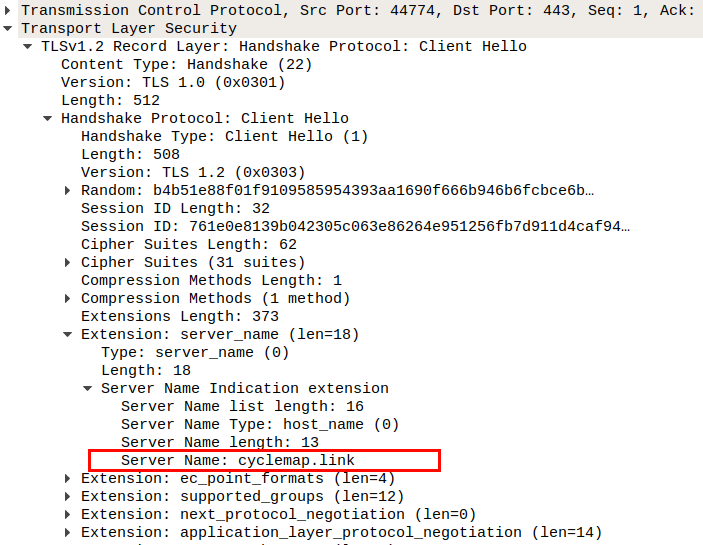 Transmission Control Protocol, Src Port: 44774, Dst Port: 443, Seq: 1, Ack:
Transport Layer Security
TLSv1.2 Record Layer: Handshake Protocol: Client Hello
Content Type: Handshake (22)
Version: TLS 1.0 (0x0301)
Length: 512
Handshake Protocol: Client Hello
Handshake Type: Client Hello (1)
Length: 508
Version: TLS 1.2 (0x0303)
Random: b4b51e88f01f9109585954393aa1690f666b946b6fcbce6b…
Session ID Length: 32
Session ID: 761e0e8139b042305c063e86264e951256fb7d911d4caf94…
Cipher Suites Length: 62
Cipher Suites (31 suites)
Compression Methods Length: 1
Compression Methods (1 method)
Extensions Length: 373
Extension: server_name (len=18)
Type: server_name (0)
Length: 18
Server Name Indication extension
Server Name list length: 16
Server Name Type: host_name (0)
Server Name length: 13
Server Name: cyclemap.link
Extension: ec_point_formats (len=4)
Extension: supported_groups (len=12)
Extension: next_protocol_negotiation (len=0)
Extension: application_layer_protocol_negotiation (len=14)